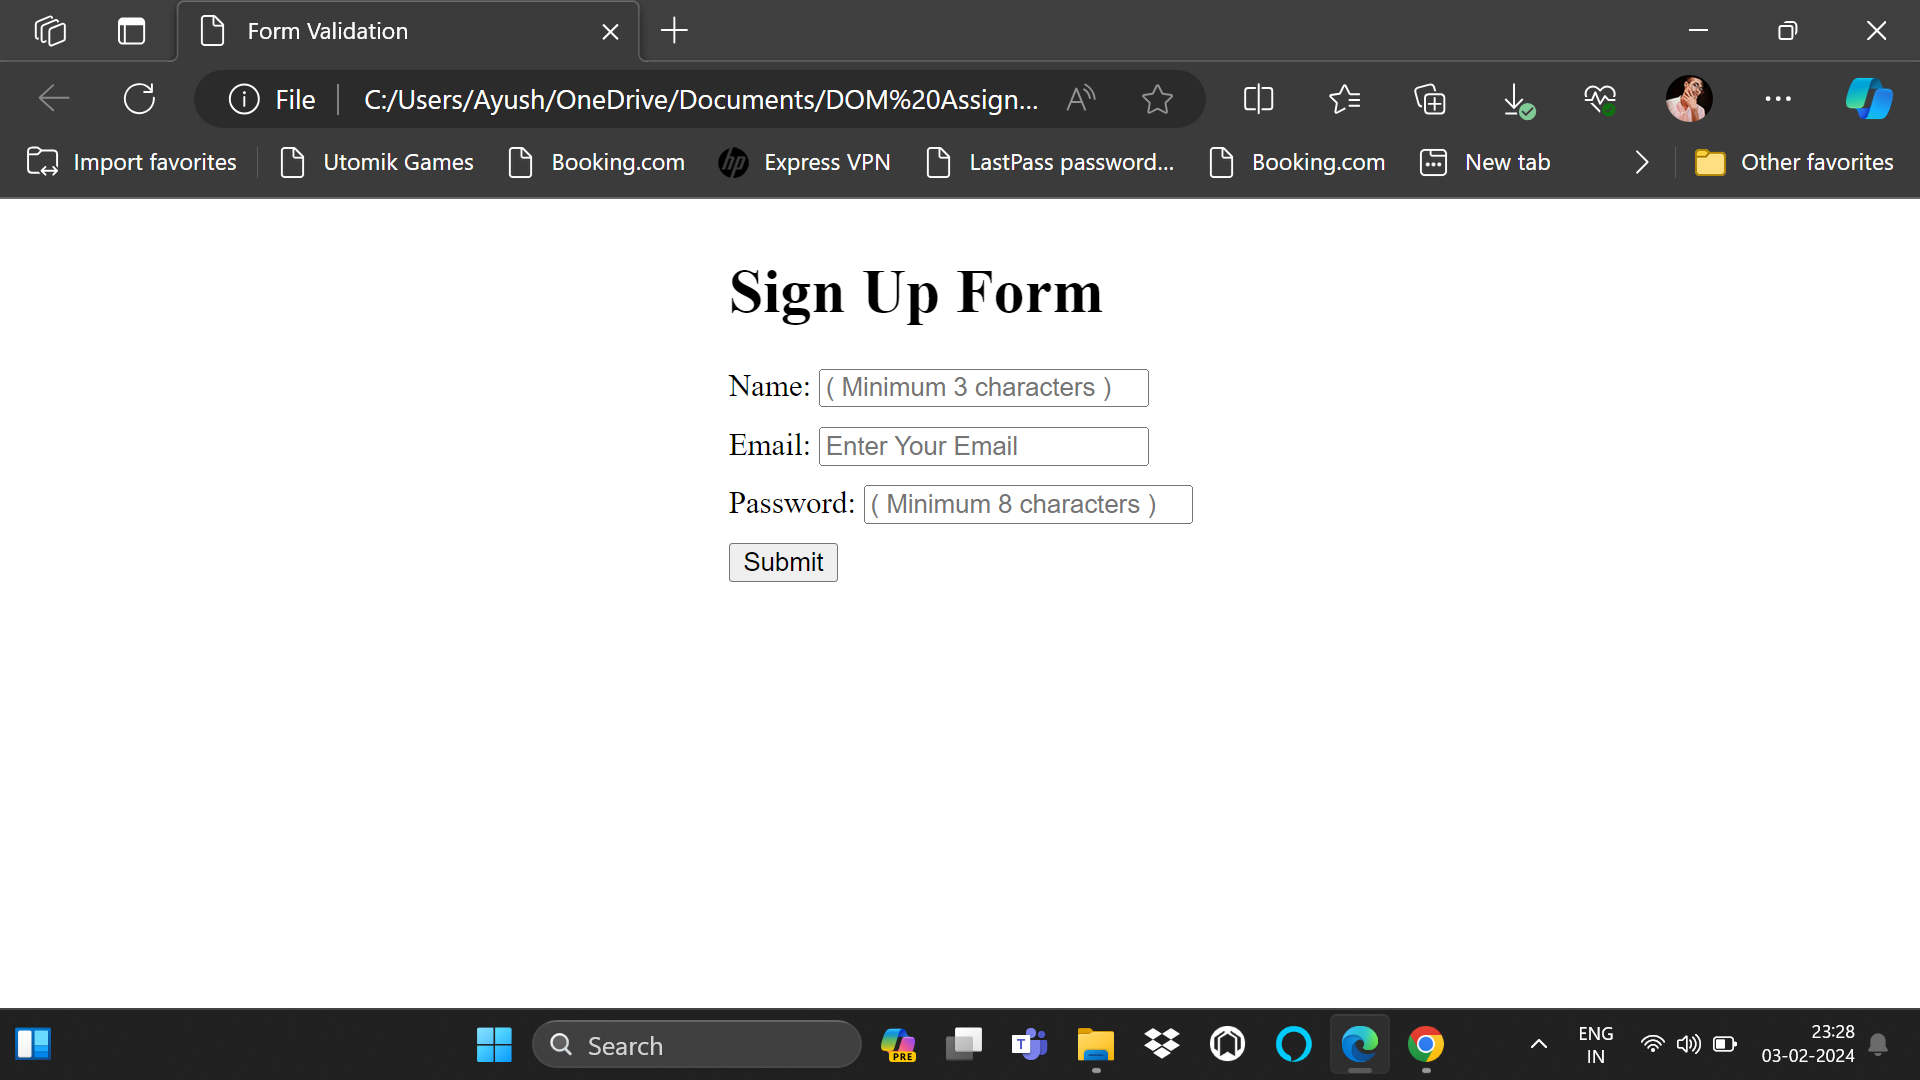 Form Validation
File
C:/Users/Ayush/OneDrive/Documents/DOM%20Assign...
Import favorites
Utomik Games
Booking.com
hp
Express VPN
LastPass password...
Booking.com
New tab
Other favorites
Sign Up Form
Name: ( Minimum 3 characters )
Email: Enter Your Email
Password: ( Minimum 8 characters )
Submit
Search
PRE
T
ENG
IN
23:28
03-02-2024